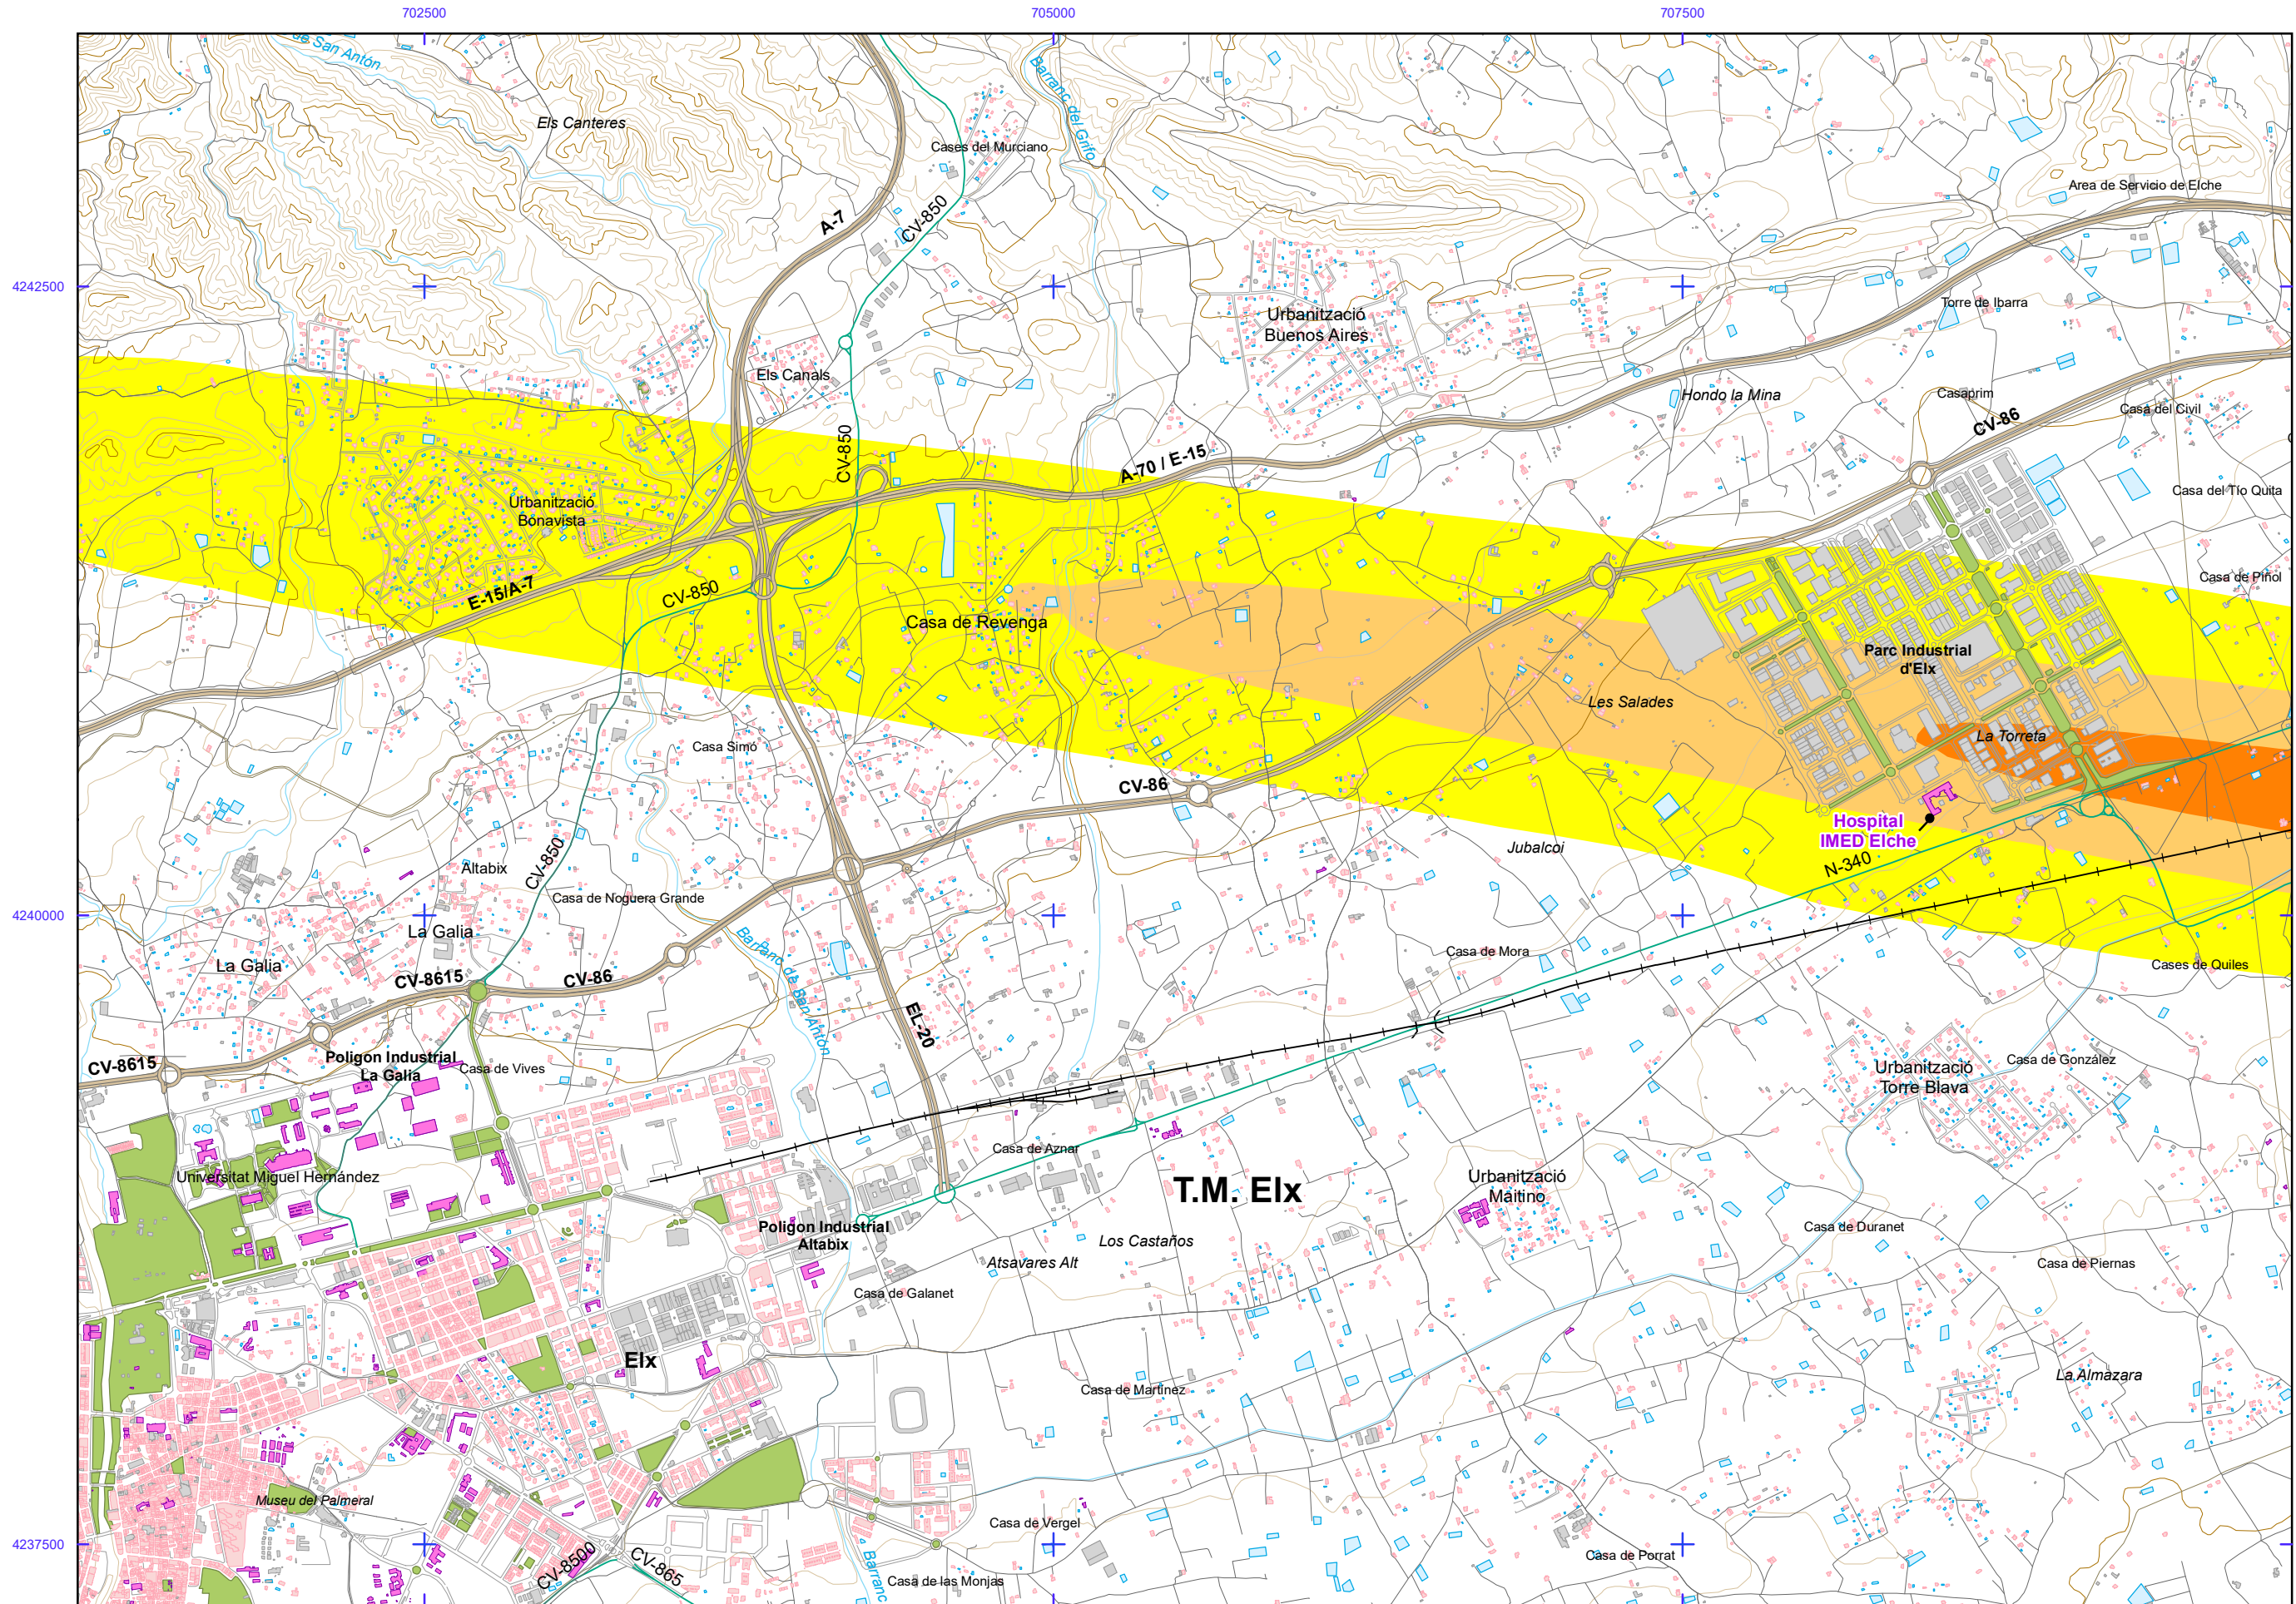 702500
705000
707500
de San Antón
Els Canteres
Barranc del Grifo
Cases del Murciano
A-7
CV-850
Area de Servicio de Elche
4242500
Urbanització
Buenos Aires
Torre de Ibarra
Els Canals
Hondo la Mina
Casaprim
Casa del Civil
CV-86
CV-850
A-70 / E-15
Casa del Tío Quita
Urbanització
Bonavista
E-15/A-7
CV-850
Casa de Piñol
Casa de Revenga
Parc Industrial
d'Elx
Les Salades
La Torreta
Casa Simó
CV-86
Hospital
IMED Elche
Jubalcoi
N-340
Altabix
CV-850
Casa de Noguera Grande
4240000
La Galia
La Galia
Barranc de San Antón
Casa de Mora
Cases de Quiles
CV-8615
CV-86
EL-20
CV-8615
Poligon Industrial
La Galia
Casa de Vives
Urbanització
Torre Blava
Casa de González
Casa de Aznar
Universitat Miguel Hernández
T.M. Elx
Urbanització
Maitino
Poligon Industrial
Altabix
Los Castaños
Casa de Duranet
Atsavares Alt
Casa de Piernas
Casa de Galanet
Elx
Casa de Martinez
La Almazara
Museu del Palmeral
Casa de Vergel
4237500
CV-8500
CV-865
Casa de Porrat
Casa de las Monjas
Barranc